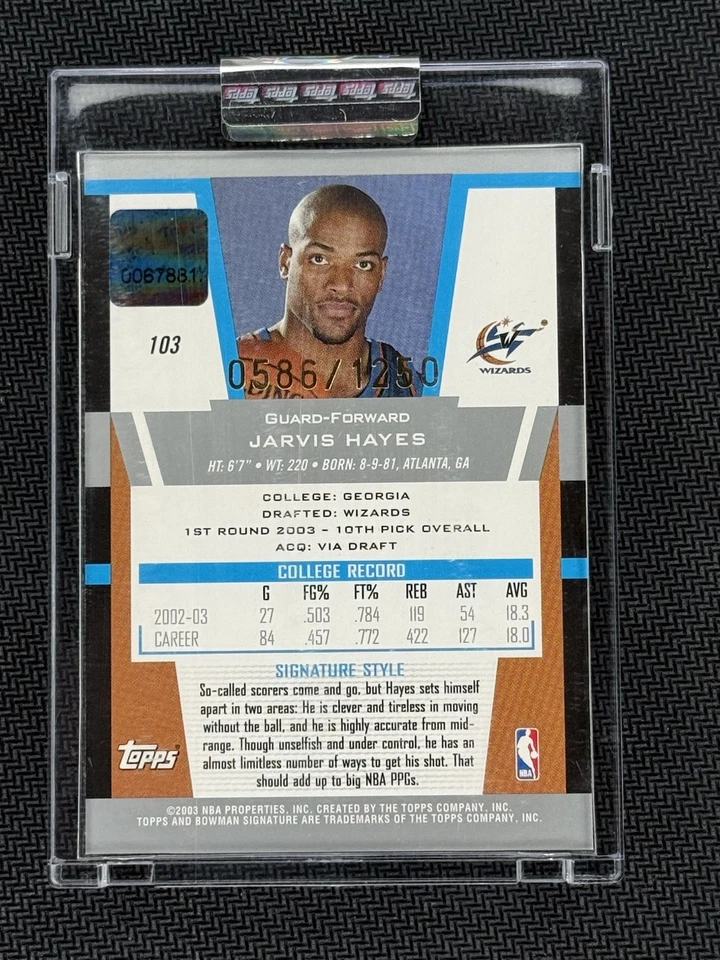 Topps Topps Topps Topps Topps
0067881
103
WIZARDS
0586/1250
GUARD-FORWARD
JARVIS HAYES
HT: 6'7" • WT: 220 • BORN: 8-9-81, ATLANTA, GA
COLLEGE: GEORGIA
DRAFTED: WIZARDS
1ST ROUND 2003 - 10TH PICK OVERALL
ACQ: VIA DRAFT
COLLEGE RECORD
G FG% FT% REB AST AVG
2002-03 27 .503 .784 119 54 18.3
CAREER 84 .457 .772 422 127 18.0
SIGNATURE STYLE
So-called scorers come and go, but Hayes sets himself
apart in two areas: He is clever and tireless in moving
without the ball, and he is highly accurate from mid-
range. Though unselfish and under control, he has an
almost limitless number of ways to get his shot. That
should add up to big NBA PPGs.
Topps
NBA
©2003 NBA PROPERTIES, INC. CREATED BY THE TOPPS COMPANY, INC.
TOPPS AND BOWMAN SIGNATURE ARE TRADEMARKS OF THE TOPPS COMPANY, INC.